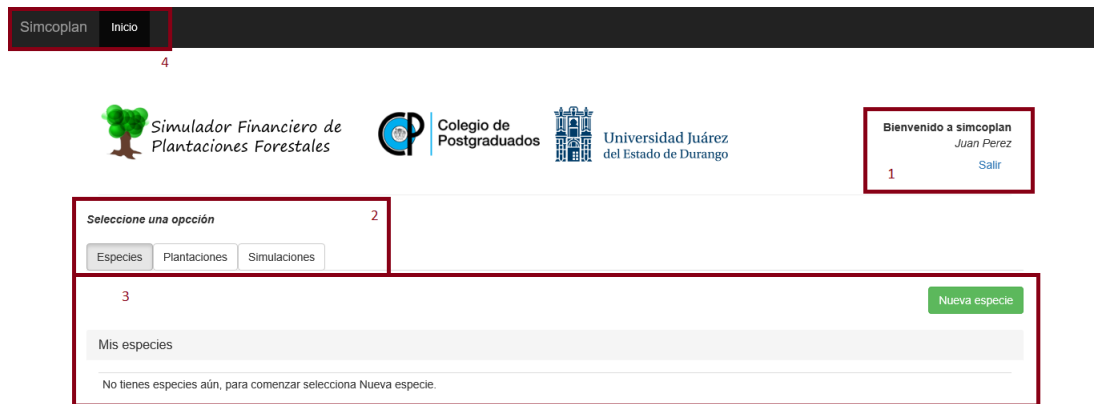 Simcoplan Inicio
4
Simulador Financiero de
Plantaciones Forestales
Colegio de
Postgraduados
Universidad Juárez
del Estado de Durango
Bienvenido a simcoplan
Juan Perez
Salir
1
Seleccione una opcción
2
Especies Plantaciones Simulaciones
3
Nueva especie
Mis especies
No tienes especies aún, para comenzar selecciona Nueva especie.